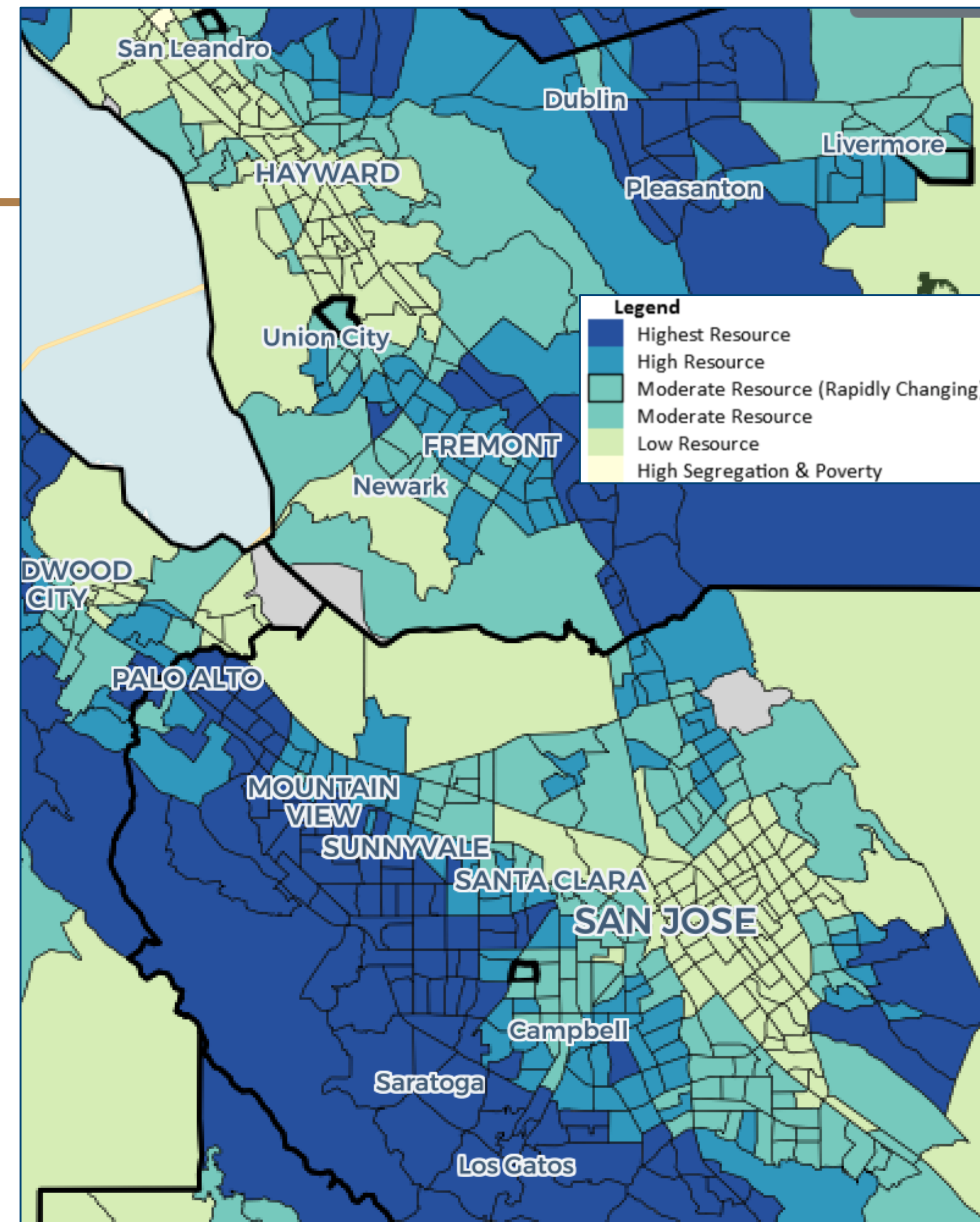 San Leandro
Dublin
Livermore
HAYWARD
Pleasanton
Legend
Highest Resource
High Resource
Moderate Resource (Rapidly Changing
Moderate Resource
Low Resource
High Segregation & Poverty
Union City
FREMONT
Newark
DWOOD
CITY
PALO ALTO
MOUNTAIN
VIEW
SUNNYVALE
SANTA CLARA
SAN JOSE
Campbell
Saratoga
Los Gatos